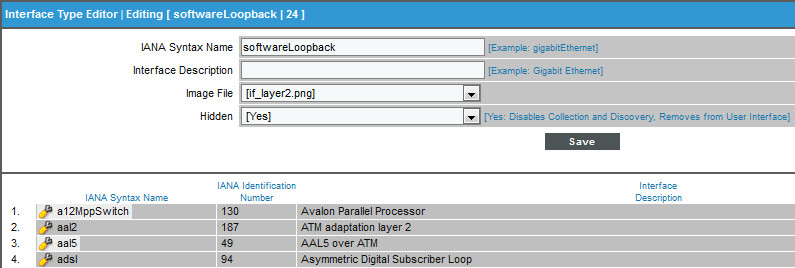 Interface Type Editor | Editing [ softwareLoopback | 24 ]
IANA Syntax Name softwareLoopback [Example: gigabitEthernet]
Interface Description [Example: Gigabit Ethernet]
Image File [if_layer2.png]
Hidden [Yes] [Yes: Disables Collection and Discovery, Removes from User Interface]
Save
IANA Syntax Name IANA Identification Number Interface Description
1. a12MppSwitch 130 Avalon Parallel Processor
2. aal2 187 ATM adaptation layer 2
3. aal5 49 AAL5 over ATM
4. adsl 94 Asymmetric Digital Subscriber Loop